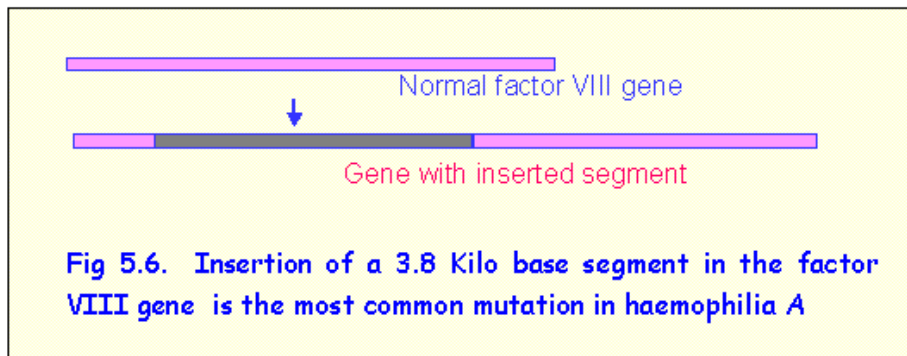 Normal factor VIII gene
Gene with inserted segment
Fig 5.6. Insertion of a 3.8 Kilo base segment in the factor
VIII gene is the most common mutation in haemophilia A